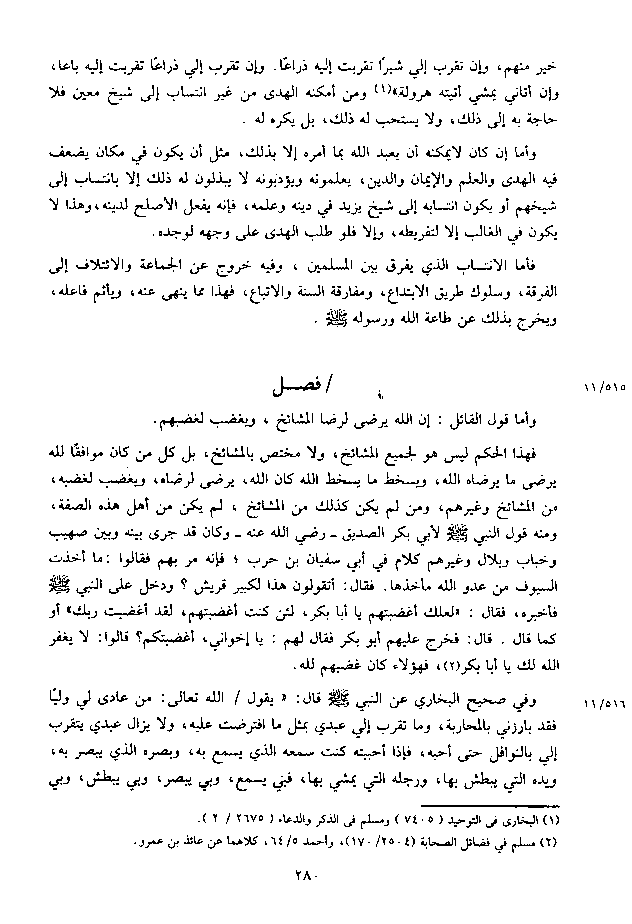 خير منهم، وإن تقرب إلي شبرًا تقربت إليه ذراعًا. وإن تقرب إلي ذراعًا تقربت إليه باعا،
وإن أتاني يمشي أتيته هرولة»(١) ومن أمكنه الهدى من غير انتساب إلى شيخ معين فلا
حاجة به إلى ذلك، ولا يستحب له ذلك، بل يكره له .
وأما إن كان لايمكنه أن يعبد الله بما أمره إلا بذلك، مثل أن يكون في مكان يضعف
فيه الهدى والعلم والإيمان والدين، يعلمونه ويؤدبونه لا يبذلون له ذلك إلا بانتساب إلى
شيخهم أو يكون انتسابه إلى شيخ يزيد في دينه وعلمه، فإنه يفعل الأصلح لدينه، وهذا لا
يكون في الغالب إلا لتفريطه، وإلا فلو طلب الهدى على وجهه لوجده.
فأما الانتساب الذي يفرق بين المسلمين ، وفيه خروج عن الجماعة والائتلاف إلى
الفرقة، وسلوك طريق الابتداع، ومفارقة السنة والاتباع، فهذا مما ينهى عنه، ويأثم فاعله،
ويخرج بذلك عن طاعة الله ورسوله ﷺ .
١١/٥١٥ / فصــل
وأما قول القائل : إن الله يرضى لرضا المشائخ ، ويغضب لغضبهم.
فهذا الحكم ليس هو لجميع المشائخ، ولا مختص بالمشائخ، بل كل من كان موافقًا لله
يرضى ما يرضاه الله، ويسخط ما يسخط الله كان الله، يرضى لرضاه، ويغضب لغضبه،
من المشائخ وغيرهم، ومن لم يكن كذلك من المشائخ ، لم يكن من أهل هذه الصفة،
ومنه قول النبي ﷺ لأبي بكر الصديق ـ رضي الله عنه ـ وكان قد جرى بينه وبين صهيب
وخباب وبلال وغيرهم كلام في أبي سفيان بن حرب ؛ فإنه مر بهم فقالوا : ما أخذت
السيوف من عدو الله مأخذها. فقال: أتقولون هذا لكبير قريش ؟ ودخل على النبي ﷺ
فأخبره، فقال : «لعلك أغضبتهم يا أبا بكر، لئن كنت أغضبتهم، لقد أغضبت ربك» أو
كما قال . قال: فخرج عليهم أبو بكر فقال لهم : يا إخواني، أغضبتكم؟ قالوا: لا يغفر
الله لك يا أبا بكر(٢)، فهؤلاء كان غضبهم لله.
١١/٥١٦ وفي صحيح البخاري عن النبي ﷺ قال: « يقول / الله تعالى: من عادى لي وليًا
فقد بارزني بالمحاربة، وما تقرب إلي عبدي بمثل ما افترضت عليه، ولا يزال عبدي يتقرب
إلي بالنوافل حتى أحبه، فإذا أحببته كنت سمعه الذي يسمع به، وبصره الذي يبصر به،
ويده التي يبطش بها، ورجله التي يمشي بها، فبي يسمع، وبي يبصر، وبي يبطش، وبي
(١) البخارى فى التوحيد ( ٧٤٠٥ ) ومسلم فى الذكر والدعاء ( ٢٦٧٥ / ٢ ).
(٢) مسلم فى فضائل الصحابة (٢٥٠٤/ ١٧٠)، وأحمد ٥/ ٦٤، كلاهما عن عائذ بن عمرو.
٢٨٠